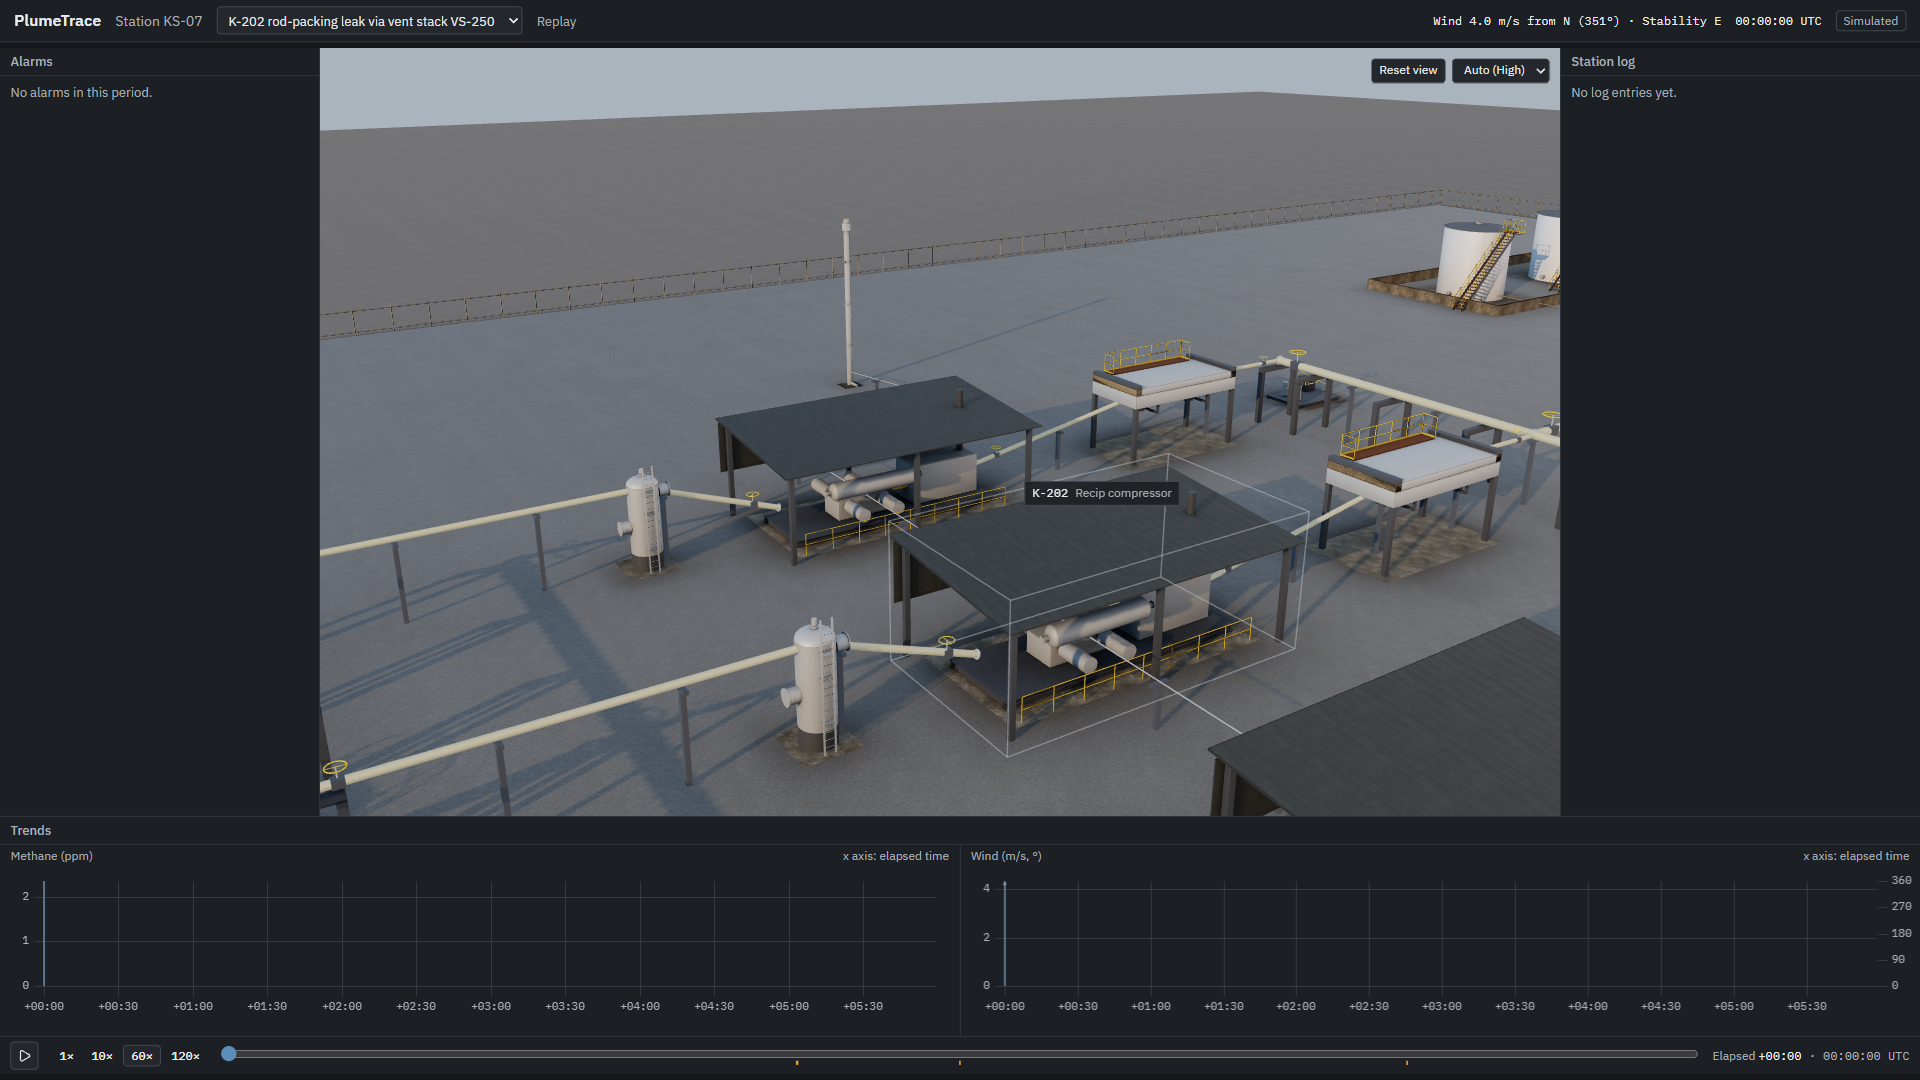 PlumeTrace Station KS-07 K-202 rod-packing leak via vent stack VS-250 Replay
Wind 4.0 m/s from N (351°) · Stability E 00:00:00 UTC Simulated
Alarms
No alarms in this period.
Reset view Auto (High)
K-202 Recip compressor
Station log
No log entries yet.
Trends
Methane (ppm) x axis: elapsed time
2
1
0
+00:00 +00:30 +01:00 +01:30 +02:00 +02:30 +03:00 +03:30 +04:00 +04:30 +05:00 +05:30
Wind (m/s, °) x axis: elapsed time
4
2
0
360
270
180
90
0
+00:00 +00:30 +01:00 +01:30 +02:00 +02:30 +03:00 +03:30 +04:00 +04:30 +05:00 +05:30
1× 10× 60× 120×
Elapsed +00:00 · 00:00:00 UTC